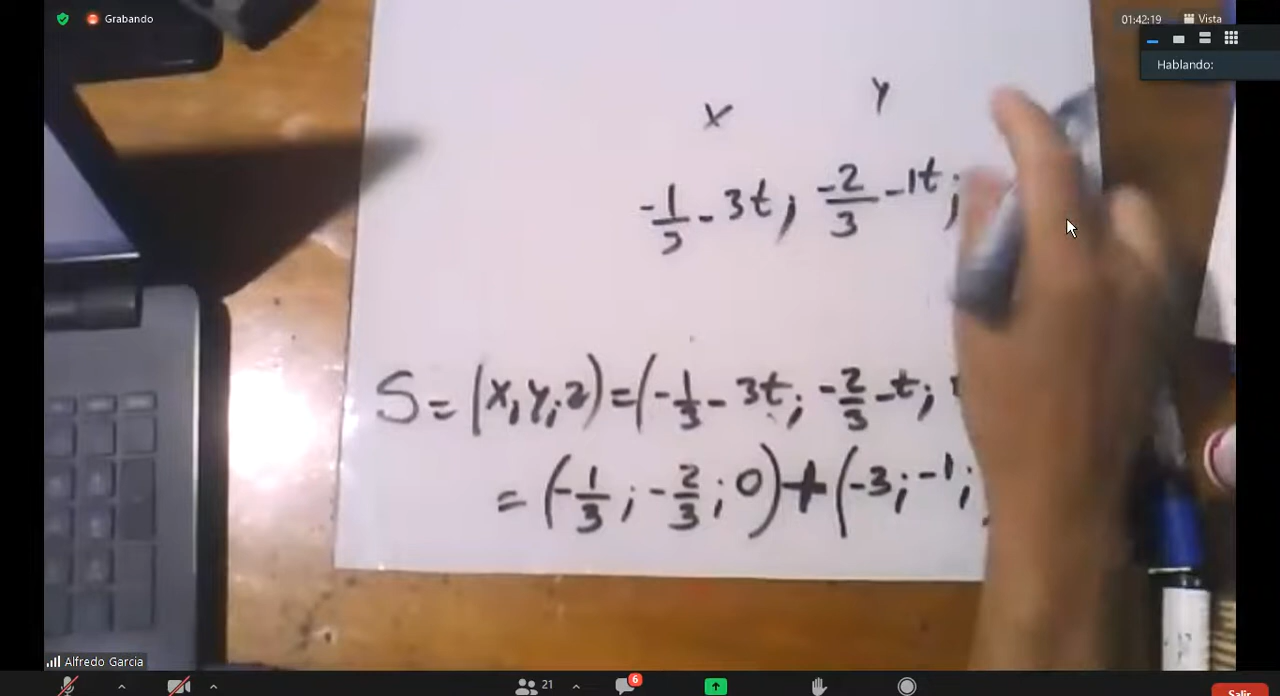 Grabando
01:42:19 Vista
Hablando:
x y
-1/3 - 3t ; -2/3 - 1t ;
S = (x, y, z) = (-1/3 - 3t ; -2/3 - t ;
= (-1/3 ; -2/3 ; 0) + (-3 ; -1 ;
Alfredo Garcia
21 6
Salir